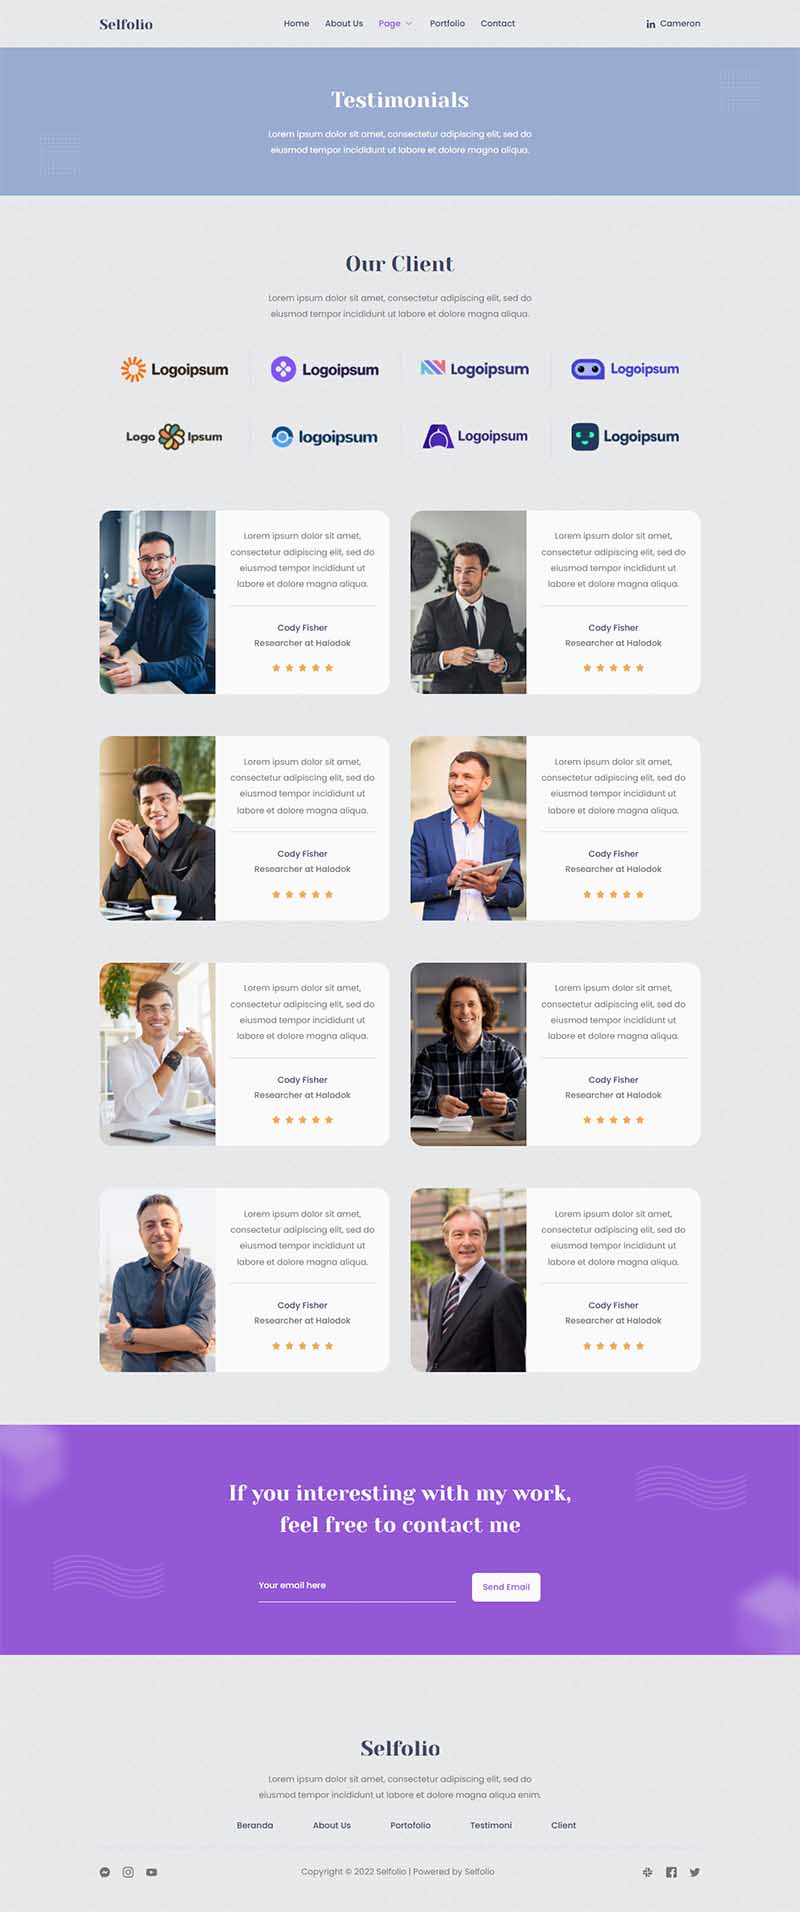 Selfolio
Home About Us Page Portfolio Contact
Cameron
Testimonials
Lorem ipsum dolor sit amet, consectetur adipiscing elit, sed do
eiusmod tempor incididunt ut labore et dolore magna aliqua.
Our Client
Lorem ipsum dolor sit amet, consectetur adipiscing elit, sed do
eiusmod tempor incididunt ut labore et dolore magna aliqua.
Logoipsum Logoipsum Logoipsum Logoipsum
Logo Ipsum logoipsum Logoipsum Logoipsum
Lorem ipsum dolor sit amet,
consectetur adipiscing elit, sed do
eiusmod tempor incididunt ut
labore et dolore magna aliqua.
Cody Fisher
Researcher at Halodok
Lorem ipsum dolor sit amet,
consectetur adipiscing elit, sed do
eiusmod tempor incididunt ut
labore et dolore magna aliqua.
Cody Fisher
Researcher at Halodok
Lorem ipsum dolor sit amet,
consectetur adipiscing elit, sed do
eiusmod tempor incididunt ut
labore et dolore magna aliqua.
Cody Fisher
Researcher at Halodok
Lorem ipsum dolor sit amet,
consectetur adipiscing elit, sed do
eiusmod tempor incididunt ut
labore et dolore magna aliqua.
Cody Fisher
Researcher at Halodok
Lorem ipsum dolor sit amet,
consectetur adipiscing elit, sed do
eiusmod tempor incididunt ut
labore et dolore magna aliqua.
Cody Fisher
Researcher at Halodok
Lorem ipsum dolor sit amet,
consectetur adipiscing elit, sed do
eiusmod tempor incididunt ut
labore et dolore magna aliqua.
Cody Fisher
Researcher at Halodok
Lorem ipsum dolor sit amet,
consectetur adipiscing elit, sed do
eiusmod tempor incididunt ut
labore et dolore magna aliqua.
Cody Fisher
Researcher at Halodok
Lorem ipsum dolor sit amet,
consectetur adipiscing elit, sed do
eiusmod tempor incididunt ut
labore et dolore magna aliqua.
Cody Fisher
Researcher at Halodok
If you interesting with my work,
feel free to contact me
Your email here
Send Email
Selfolio
Lorem ipsum dolor sit amet, consectetur adipiscing elit, sed do
eiusmod tempor incididunt ut labore et dolore magna aliqua enim.
Beranda About Us Portofolio Testimoni Client
Copyright © 2022 Selfolio | Powered by Selfolio